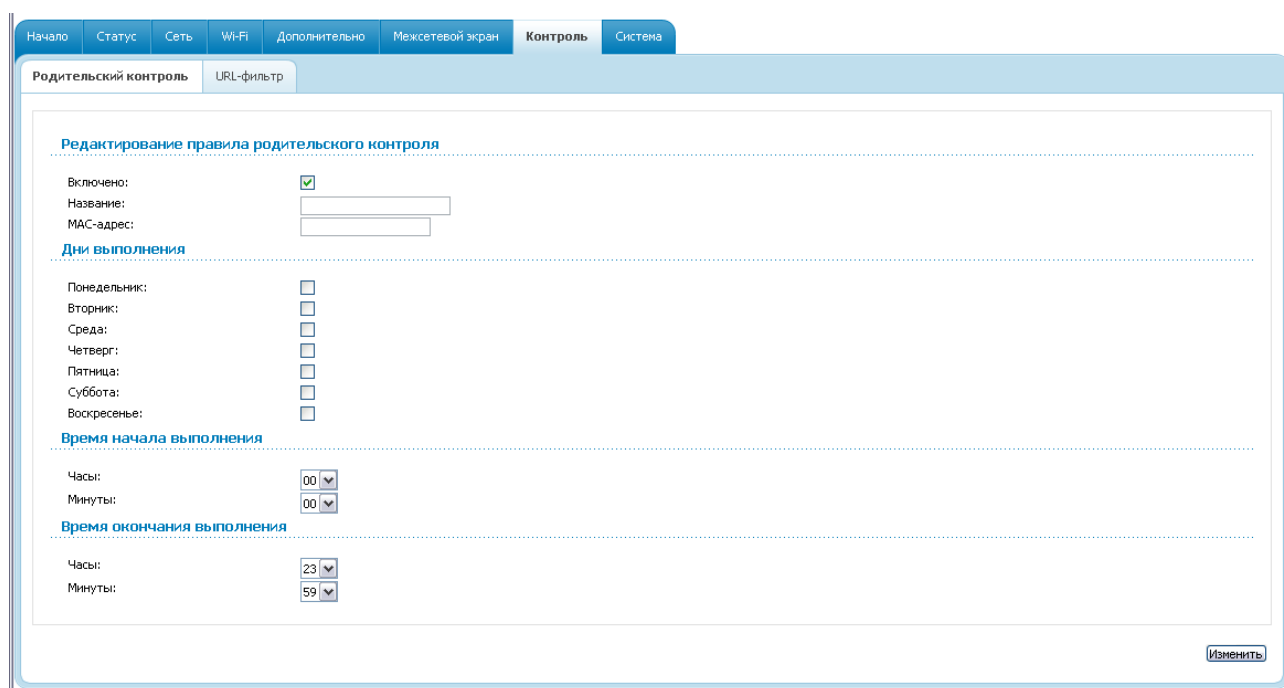 Начало Статус Сеть Wi-Fi Дополнительно Межсетевой экран Контроль Система
Родительский контроль URL-фильтр
Редактирование правила родительского контроля
Включено:
Название:
MAC-адрес:
Дни выполнения
Понедельник:
Вторник:
Среда:
Четверг:
Пятница:
Суббота:
Воскресенье:
Время начала выполнения
Часы: 00
Минуты: 00
Время окончания выполнения
Часы: 23
Минуты: 59
Изменить